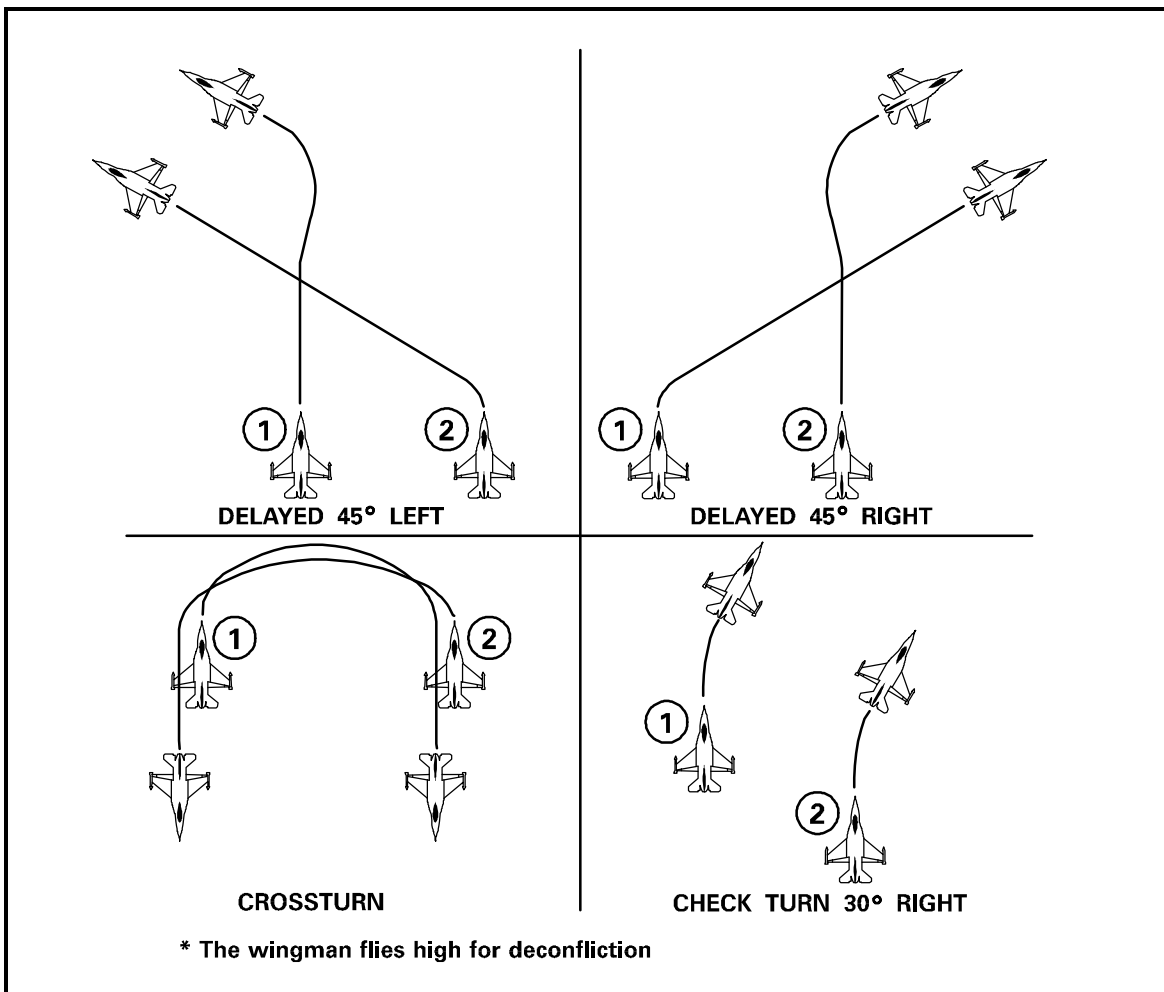 1
2
DELAYED 45° LEFT
1
2
DELAYED 45° RIGHT
1
2
CROSSTURN
1
2
CHECK TURN 30° RIGHT
* The wingman flies high for deconfliction